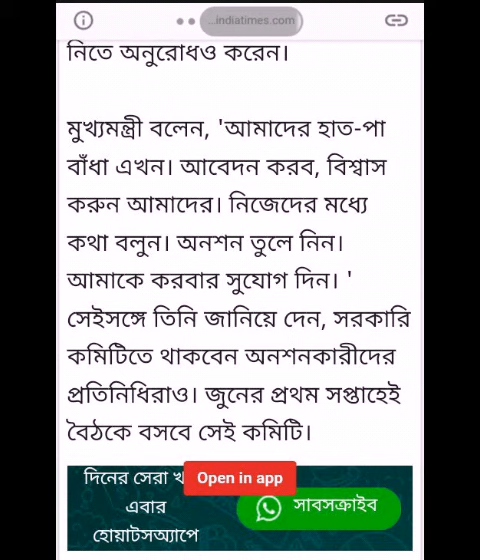 ...indiatimes.com
নিতে অনুরোধও করেন।
মুখ্যমন্ত্রী বলেন, 'আমাদের হাত-পা
বাঁধা এখন। আবেদন করব, বিশ্বাস
করুন আমাদের। নিজেদের মধ্যে
কথা বলুন। অনশন তুলে নিন।
আমাকে করবার সুযোগ দিন। '
সেইসঙ্গে তিনি জানিয়ে দেন, সরকারি
কমিটিতে থাকবেন অনশনকারীদের
প্রতিনিধিরাও। জুনের প্রথম সপ্তাহেই
বৈঠকে বসবে সেই কমিটি।
দিনের সেরা
Open in app
এবার
সাবসক্রাইব
হোয়াটসঅ্যাপে